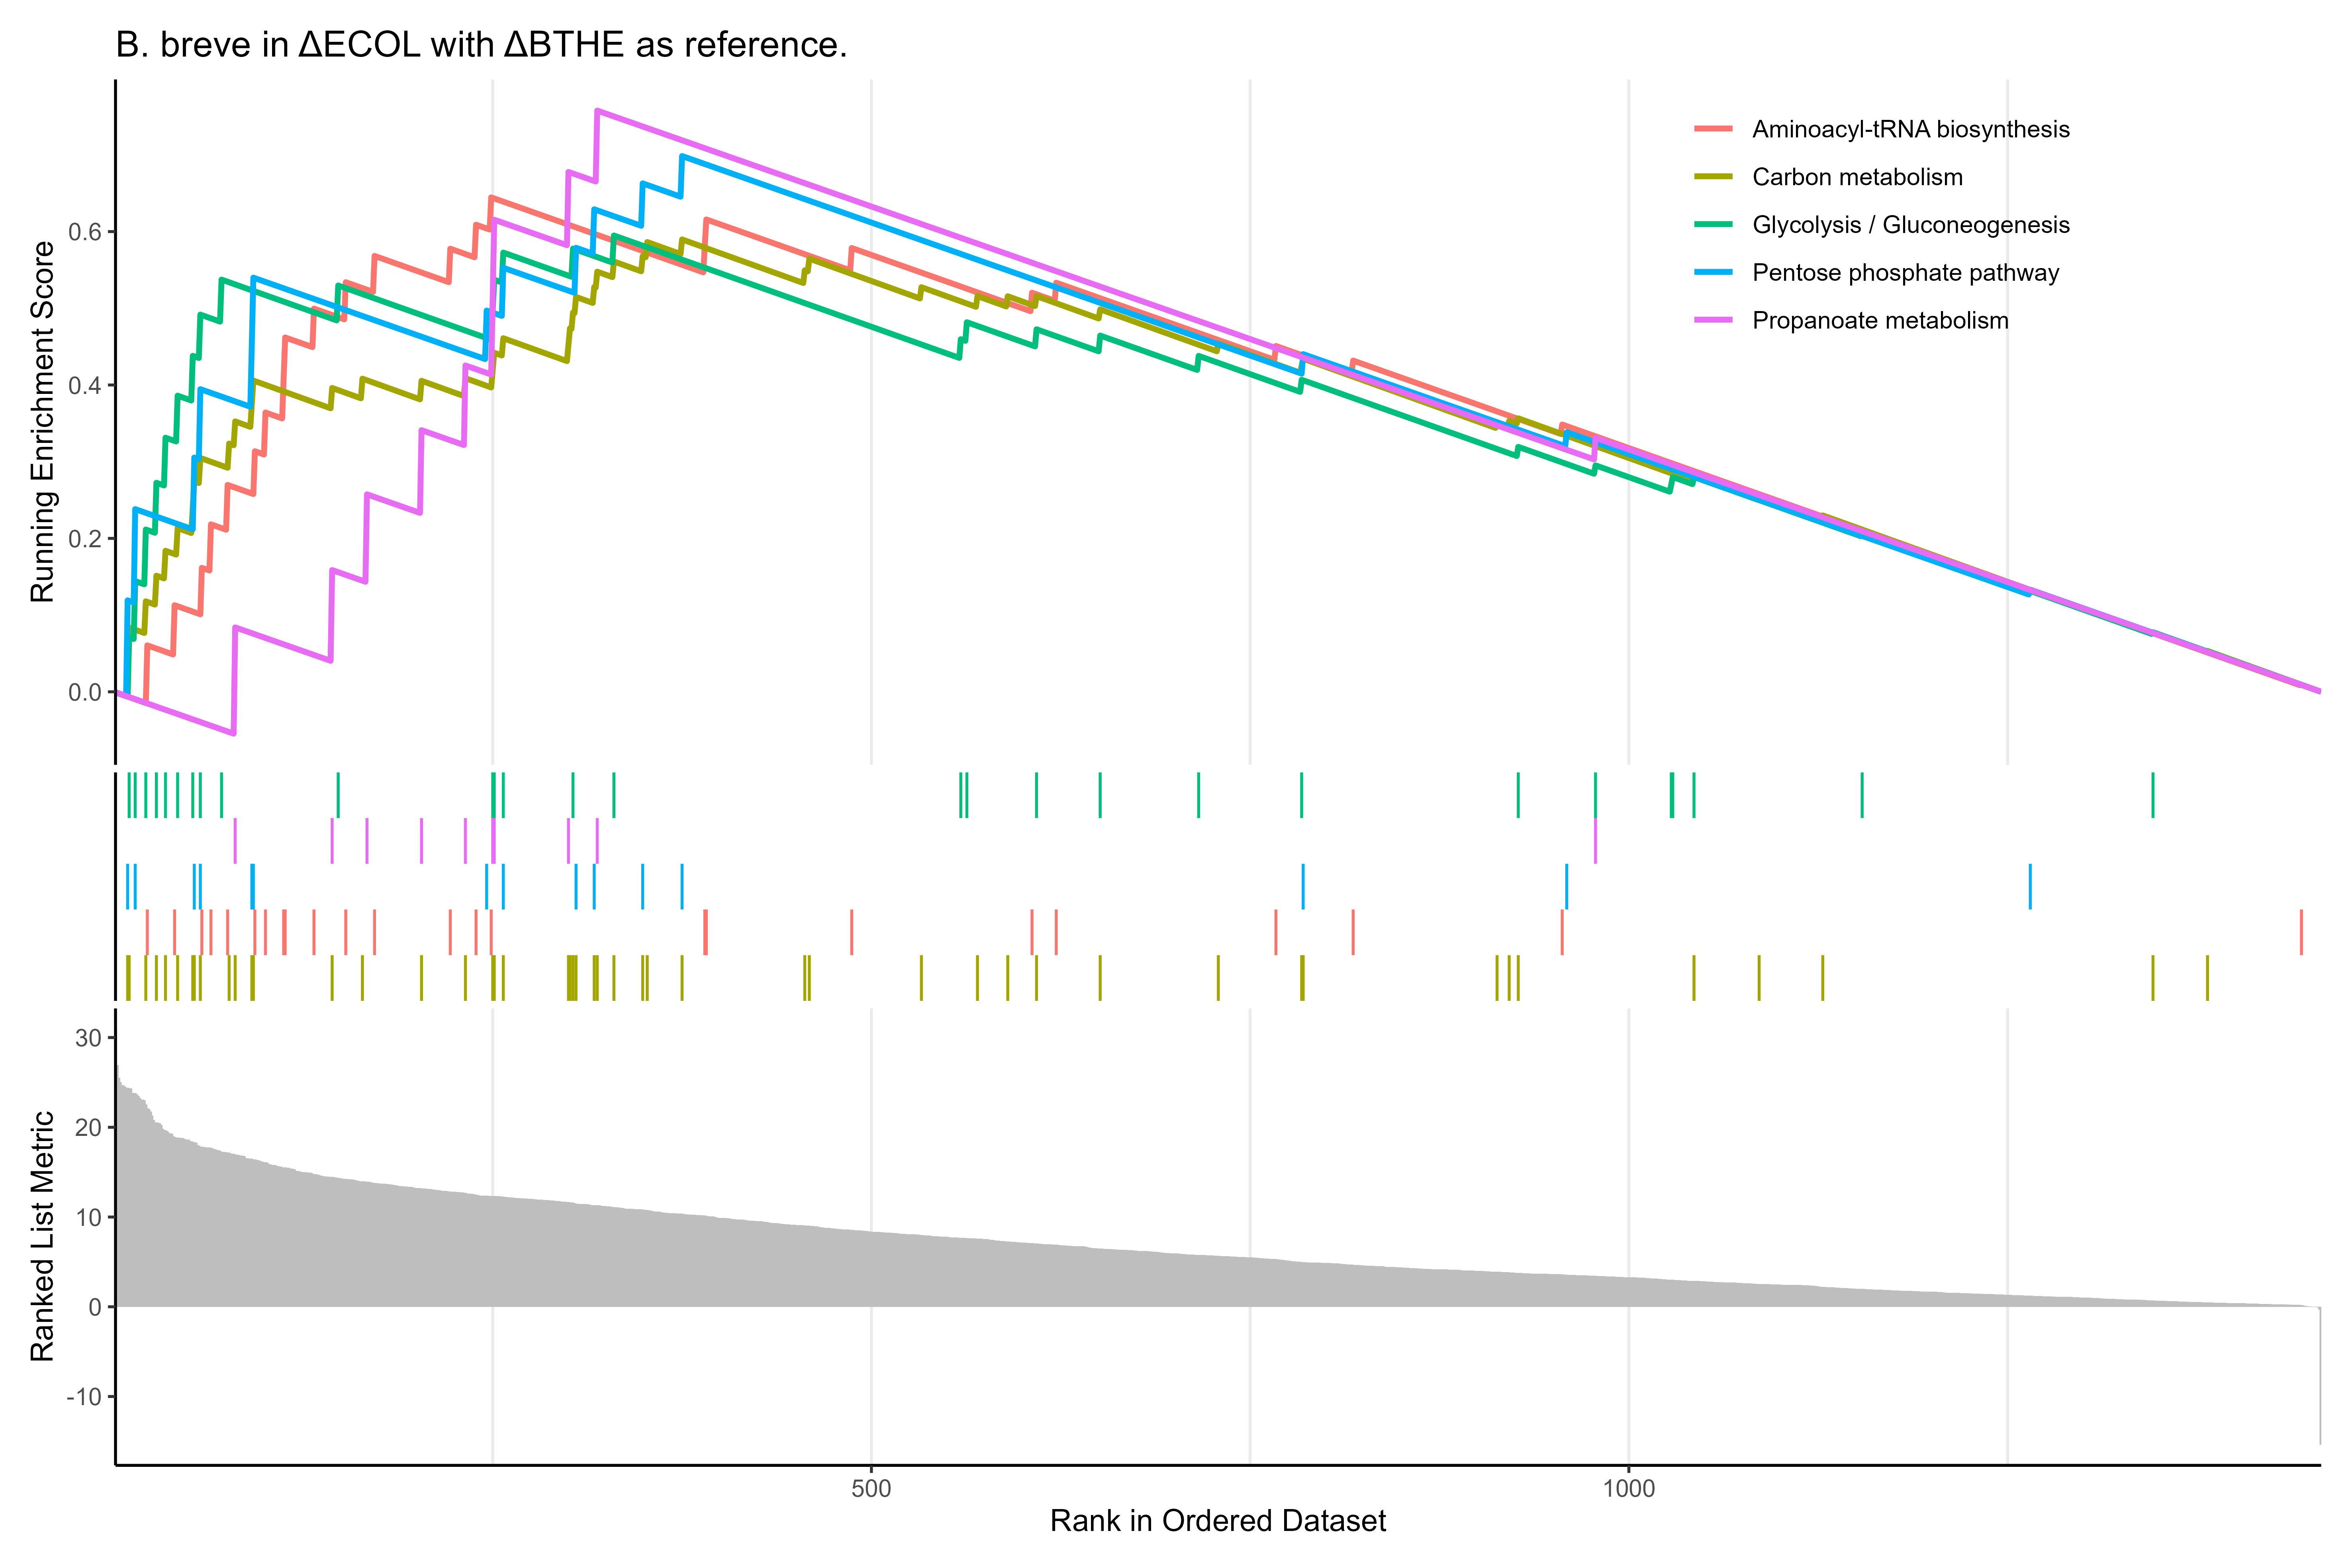 B. breve in ΔECOL with ΔBTHE as reference.
Running Enrichment Score
0.6
0.4
0.2
0.0
Aminoacyl-tRNA biosynthesis
Carbon metabolism
Glycolysis / Gluconeogenesis
Pentose phosphate pathway
Propanoate metabolism
Ranked List Metric
30
20
10
0
-10
500
1000
Rank in Ordered Dataset